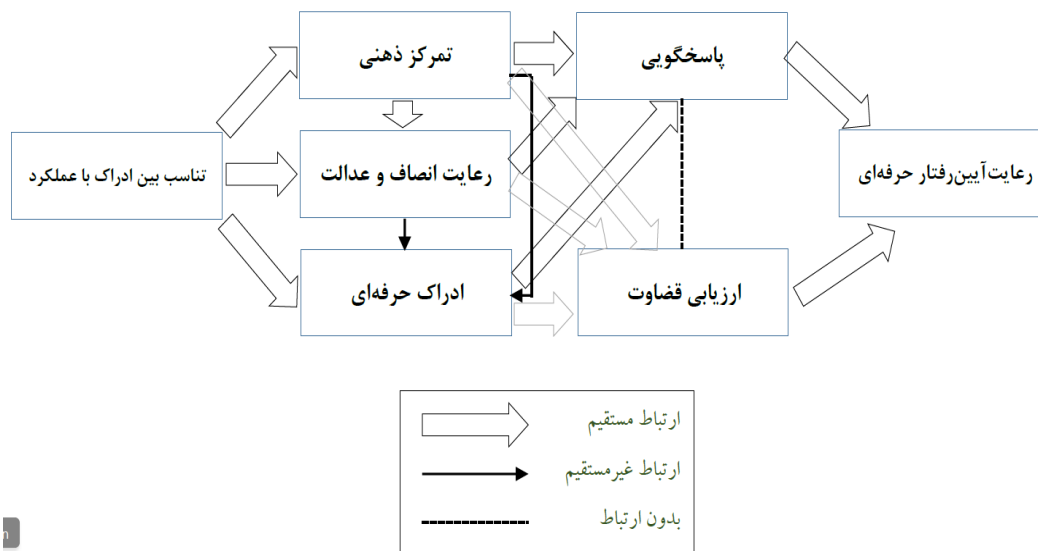 تمرکز ذهنی
پاسخگویی
تناسب بین ادراک با عملکرد
رعایت انصاف و عدالت
رعایت آیین‌رفتار حرفه‌ای
ادراک حرفه‌ای
ارزیابی قضاوت
ارتباط مستقیم
ارتباط غیرمستقیم
بدون ارتباط